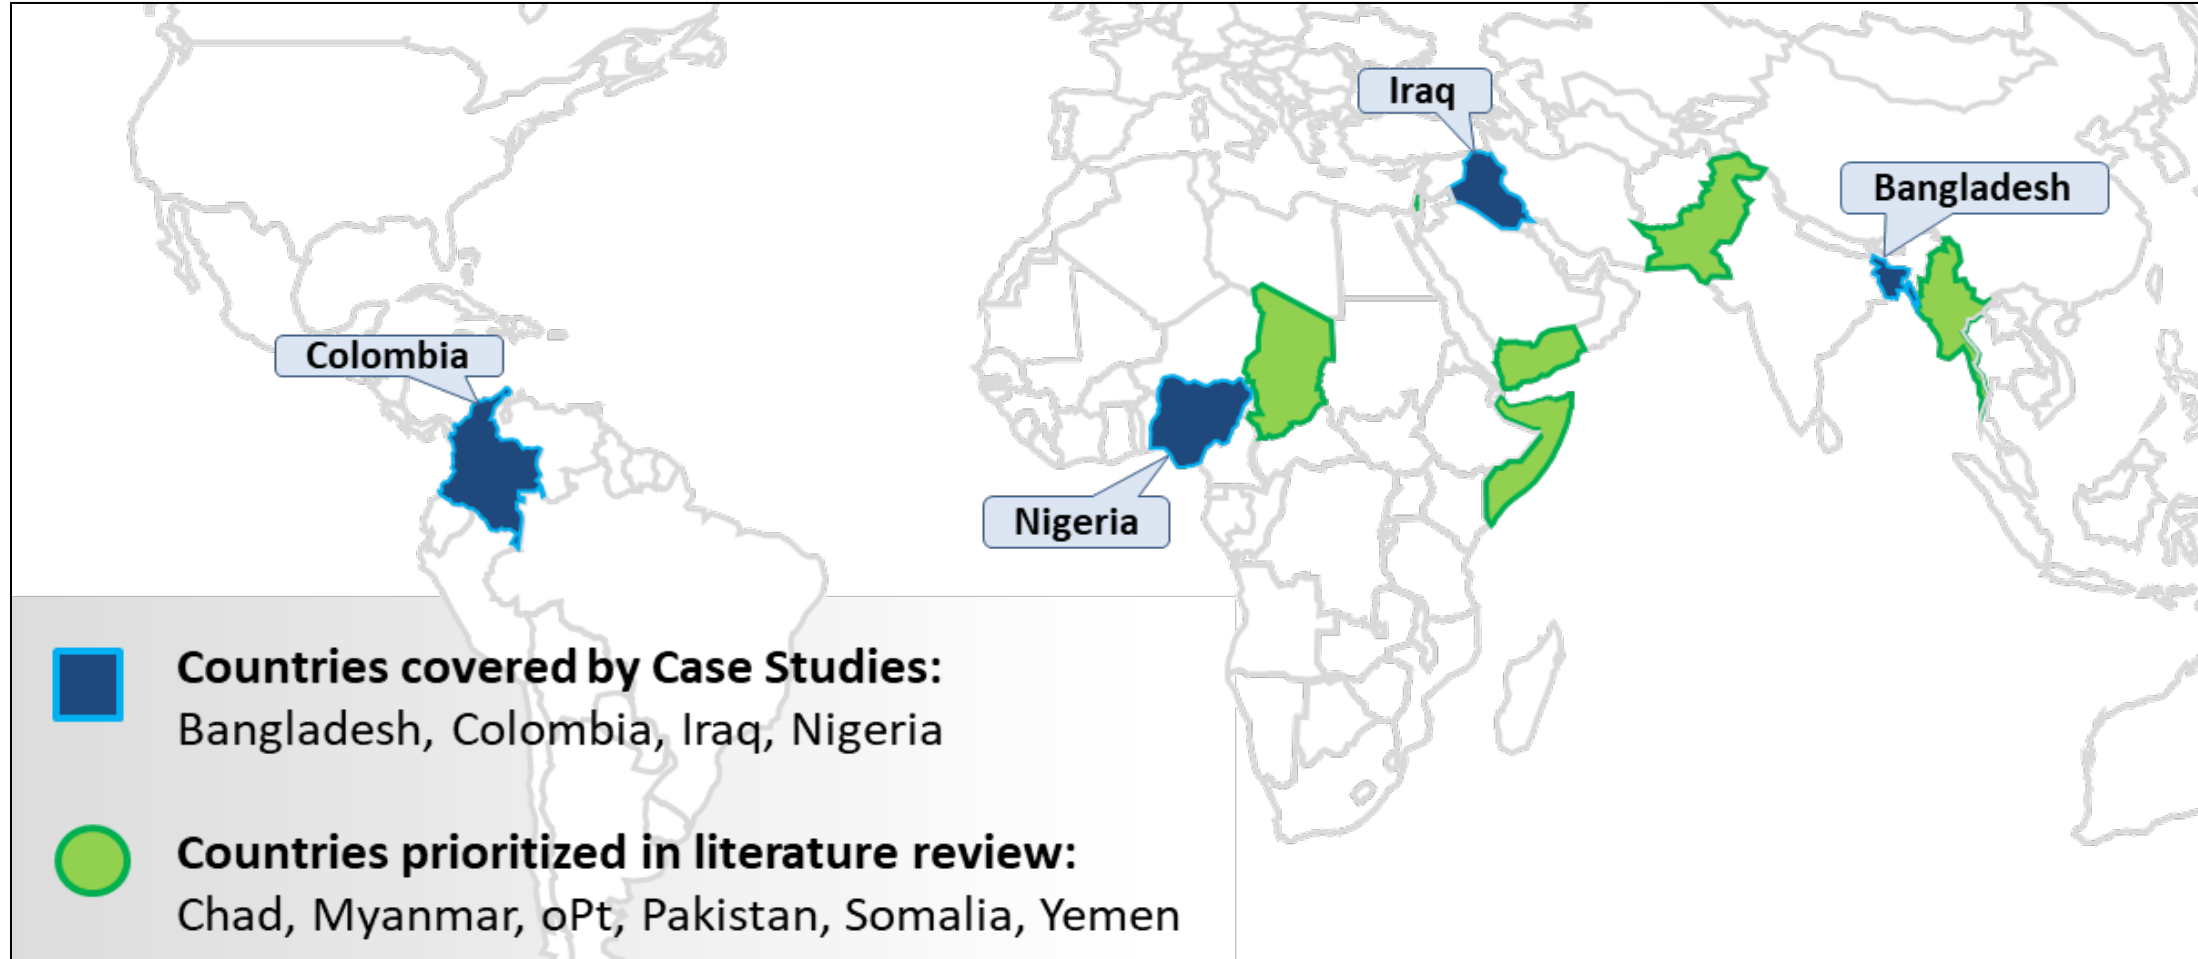 Iraq
Bangladesh
Colombia
Nigeria
Countries covered by Case Studies:
Bangladesh, Colombia, Iraq, Nigeria
Countries prioritized in literature review:
Chad, Myanmar, oPt, Pakistan, Somalia, Yemen